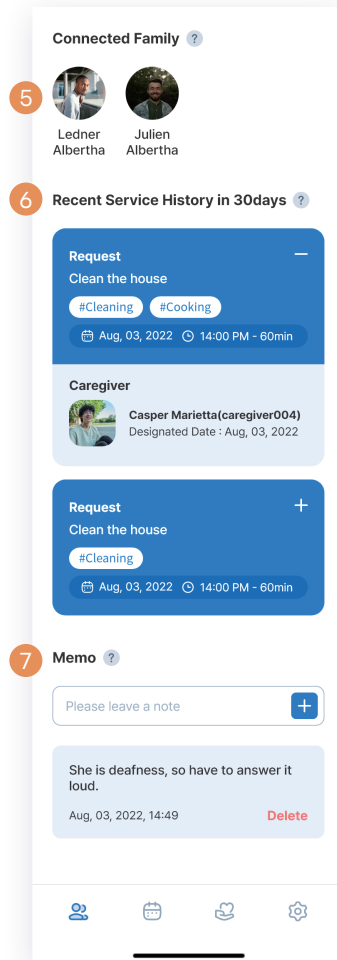 Connected Family ?
5
Ledner Albertha
Julien Albertha
6
Recent Service History in 30days ?
Request
Clean the house
#Cleaning #Cooking
Aug, 03, 2022 14:00 PM - 60min
Caregiver
Casper Marietta(caregiver004)
Designated Date : Aug, 03, 2022
Request
Clean the house
#Cleaning
Aug, 03, 2022 14:00 PM - 60min
7
Memo ?
Please leave a note
She is deafness, so have to answer it
loud.
Aug, 03, 2022, 14:49 Delete